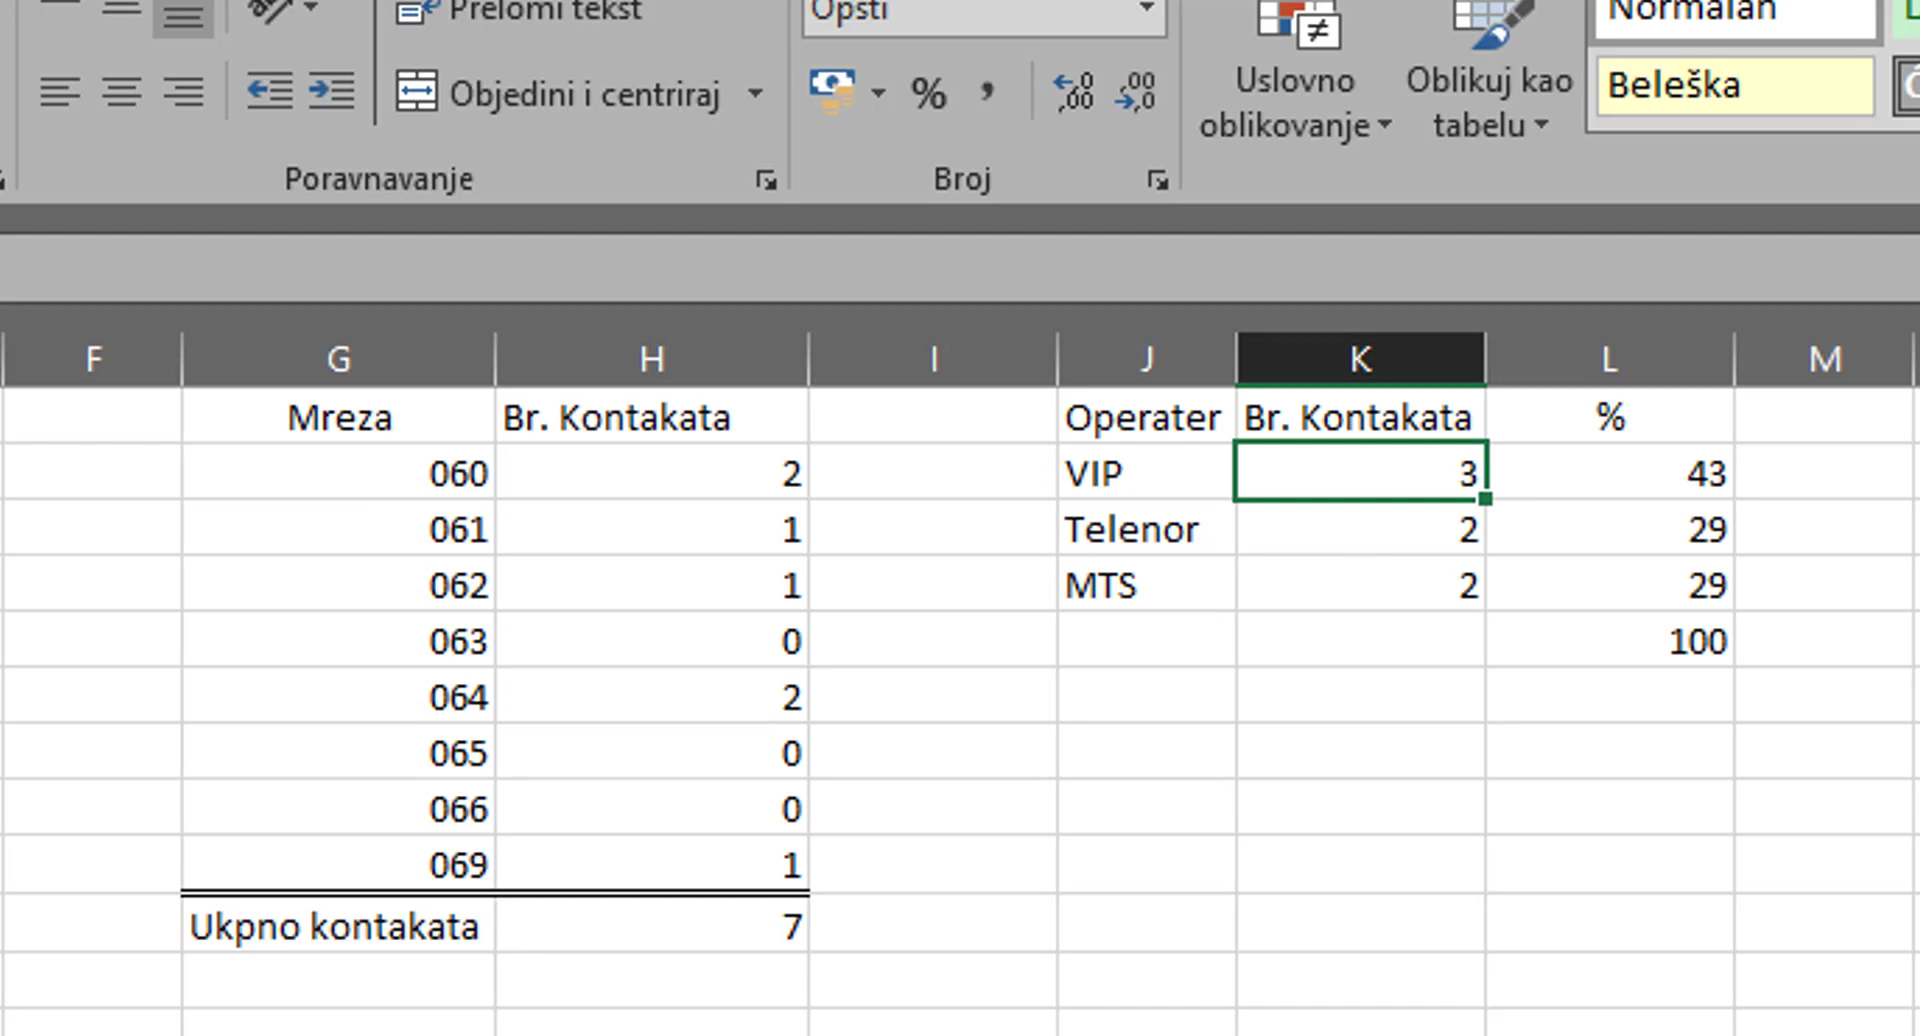 Prelomi tekst
Opsti
Normalan
Objedini i centriraj
%
Uslovno
oblikovanje
Oblikuj kao
tabelu
Beleška
Poravnavanje
Broj
F G H I J K L M
Mreza Br. Kontakata Operater Br. Kontakata %
060 2 VIP 3 43
061 1 Telenor 2 29
062 1 MTS 2 29
063 0 100
064 2
065 0
066 0
069 1
Ukpno kontakata 7